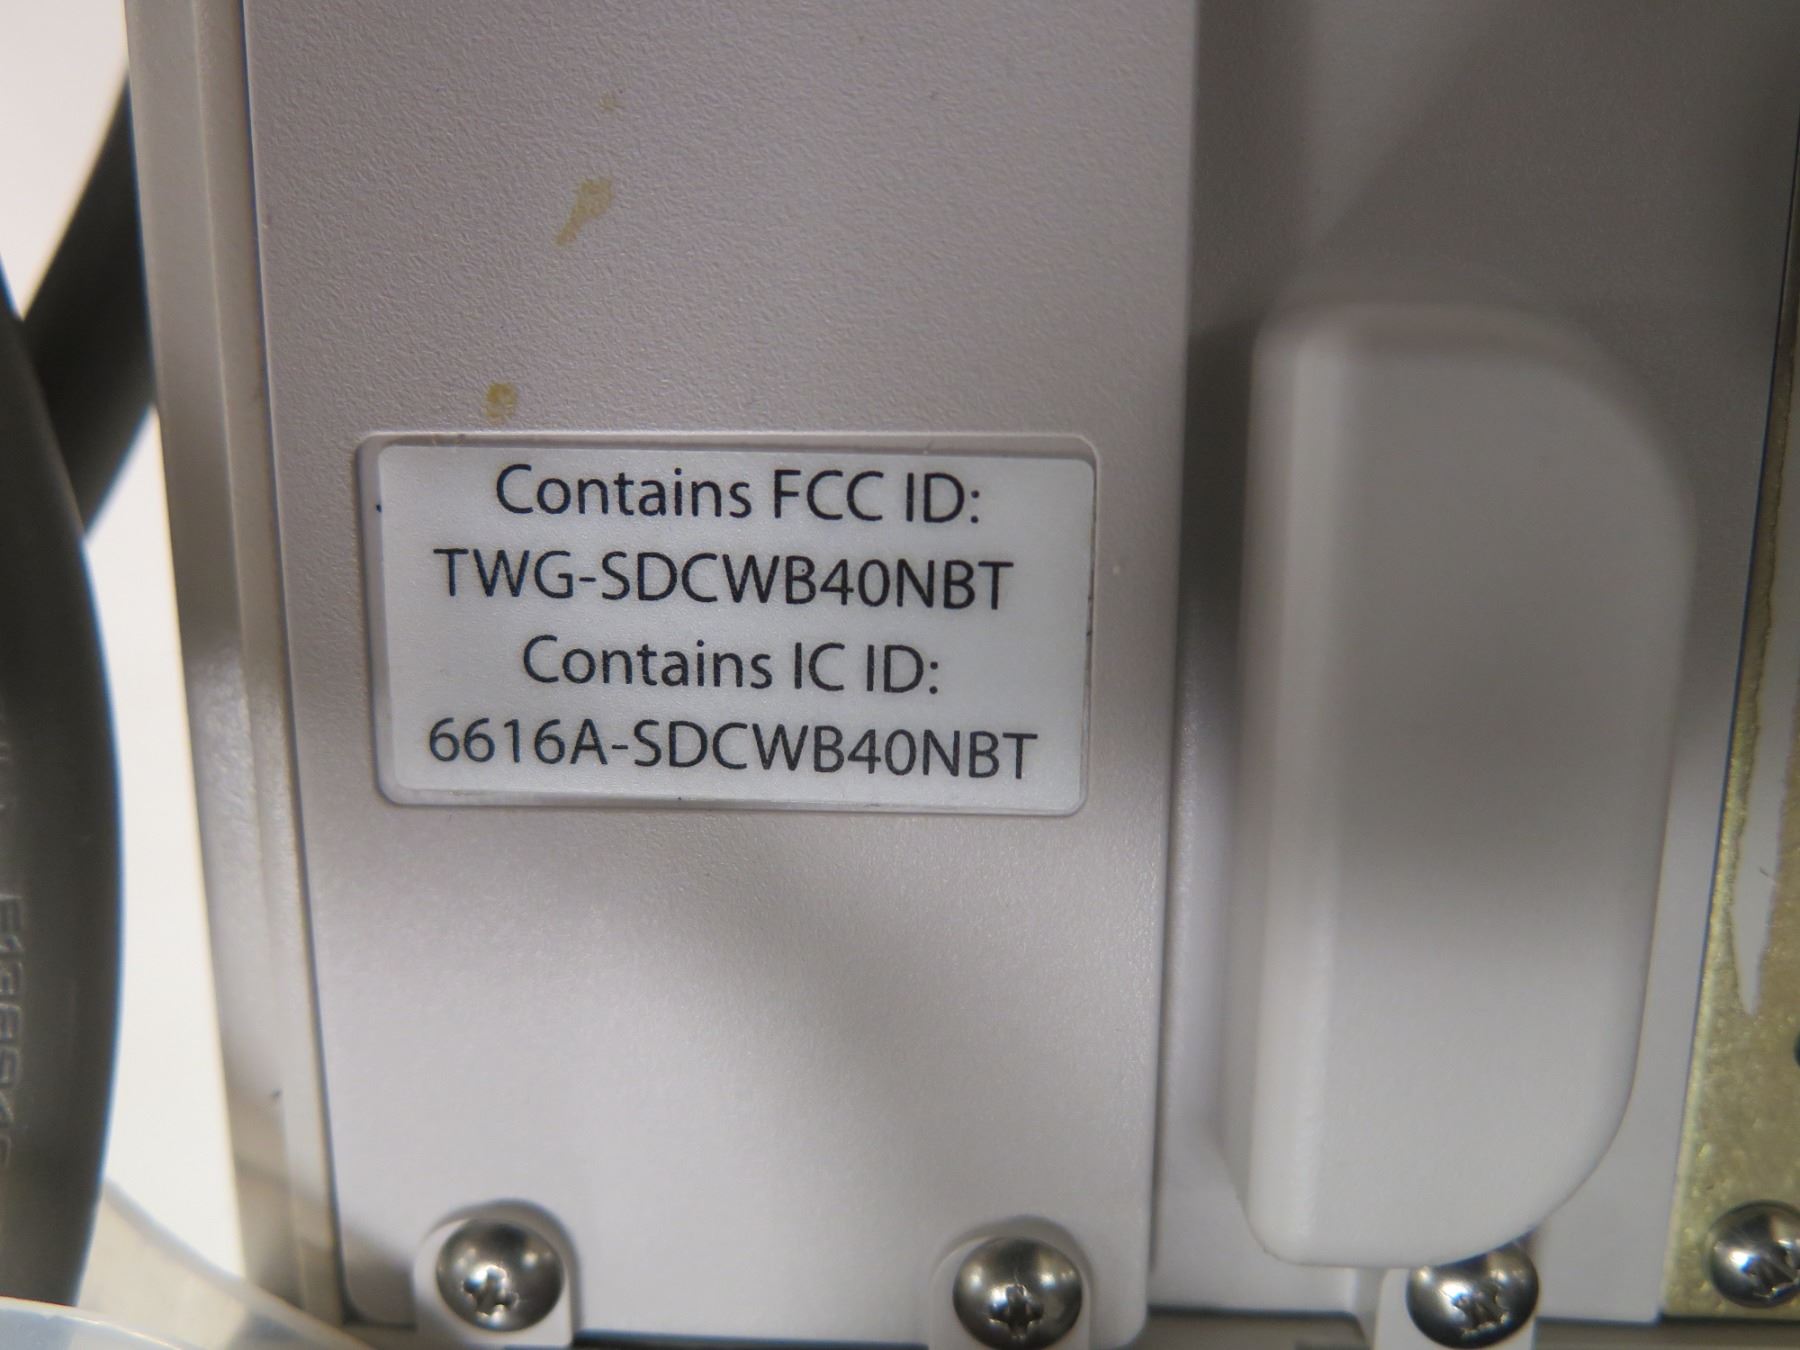 Contains FCC ID:
TWG-SDCWB40NBT
Contains IC ID:
6616A-SDCWB40NBT